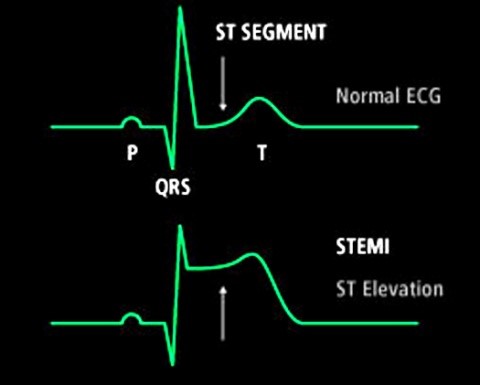 ST SEGMENT
Normal ECG
P
T
QRS
STEMI
ST Elevation